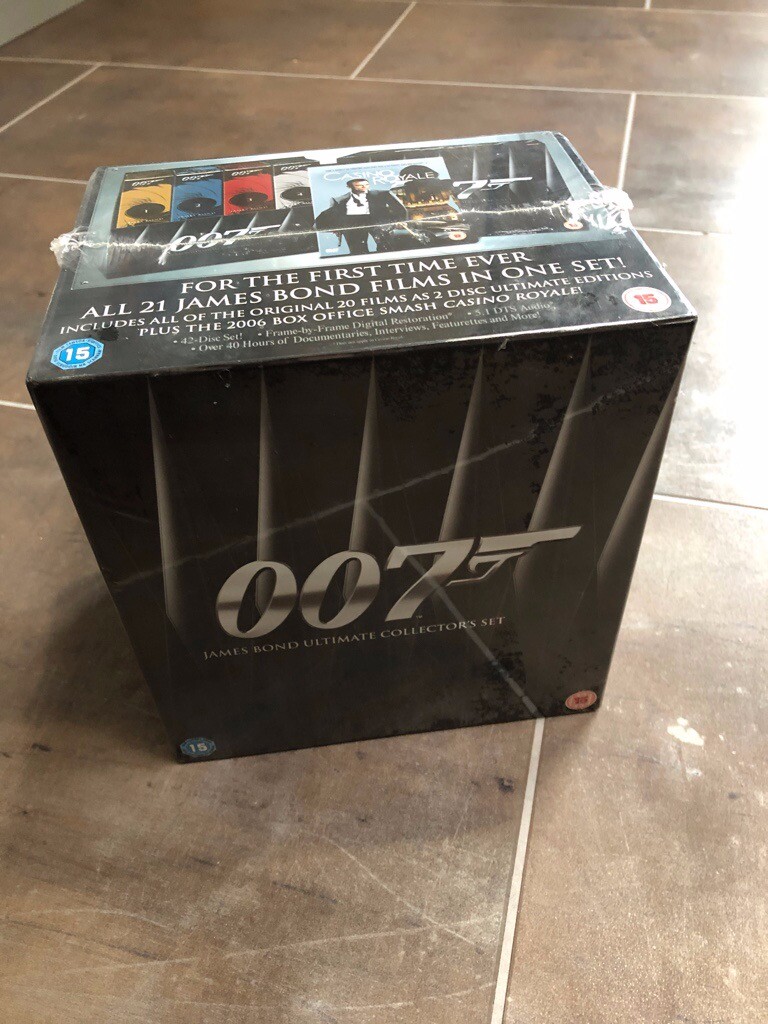 CASINO ROYALE
007
007
FOR THE FIRST TIME EVER
ALL 21 JAMES BOND FILMS IN ONE SET!
INCLUDES ALL OF THE ORIGINAL 20 FILMS AS 2 DISC ULTIMATE EDITIONS
PLUS THE 2006 BOX OFFICE SMASH CASINO ROYALE!
• 42-Disc Set! • Frame-by-Frame Digital Restoration* • 5.1 DTS Audio,
• Over 40 Hours of Documentaries, Interviews, Featurettes and More!
15
15
007
JAMES BOND ULTIMATE COLLECTOR'S SET
15
15